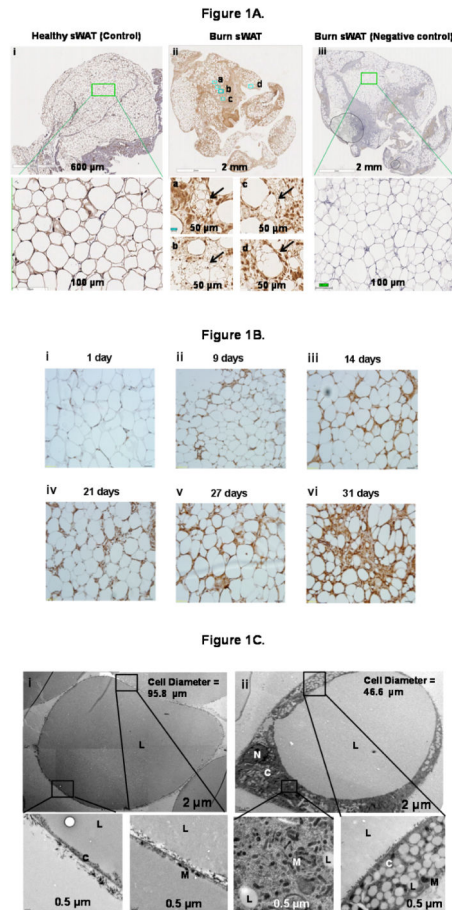 Figure 1A.
Healthy sWAT (Control)
Burn sWAT
Burn sWAT (Negative control)
i
ii
iii
a
b
c
d
600 µm
2 mm
2 mm
a
c
50 µm
50 µm
b
d
100 µm
50 µm
50 µm
100 µm
Figure 1B.
i
1 day
ii
9 days
iii
14 days
iv
21 days
v
27 days
vi
31 days
Figure 1C.
i
Cell Diameter =
95.8 µm
ii
Cell Diameter =
46.6 µm
L
L
N
C
2 µm
2 µm
L
C
0.5 µm
L
M
0.5 µm
M
L
L
0.5 µm
L
C
L
M
0.5 µm